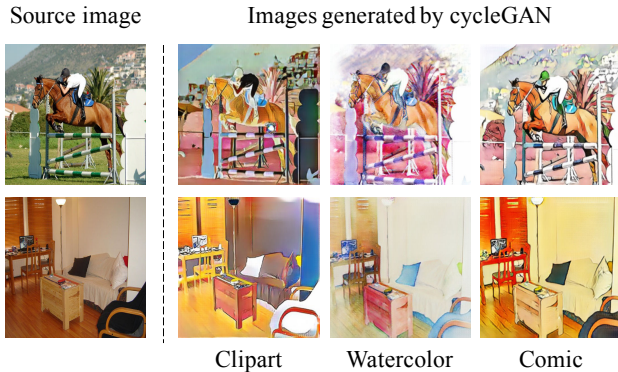 Source image
Images generated by cycleGAN
Clipart
Watercolor
Comic